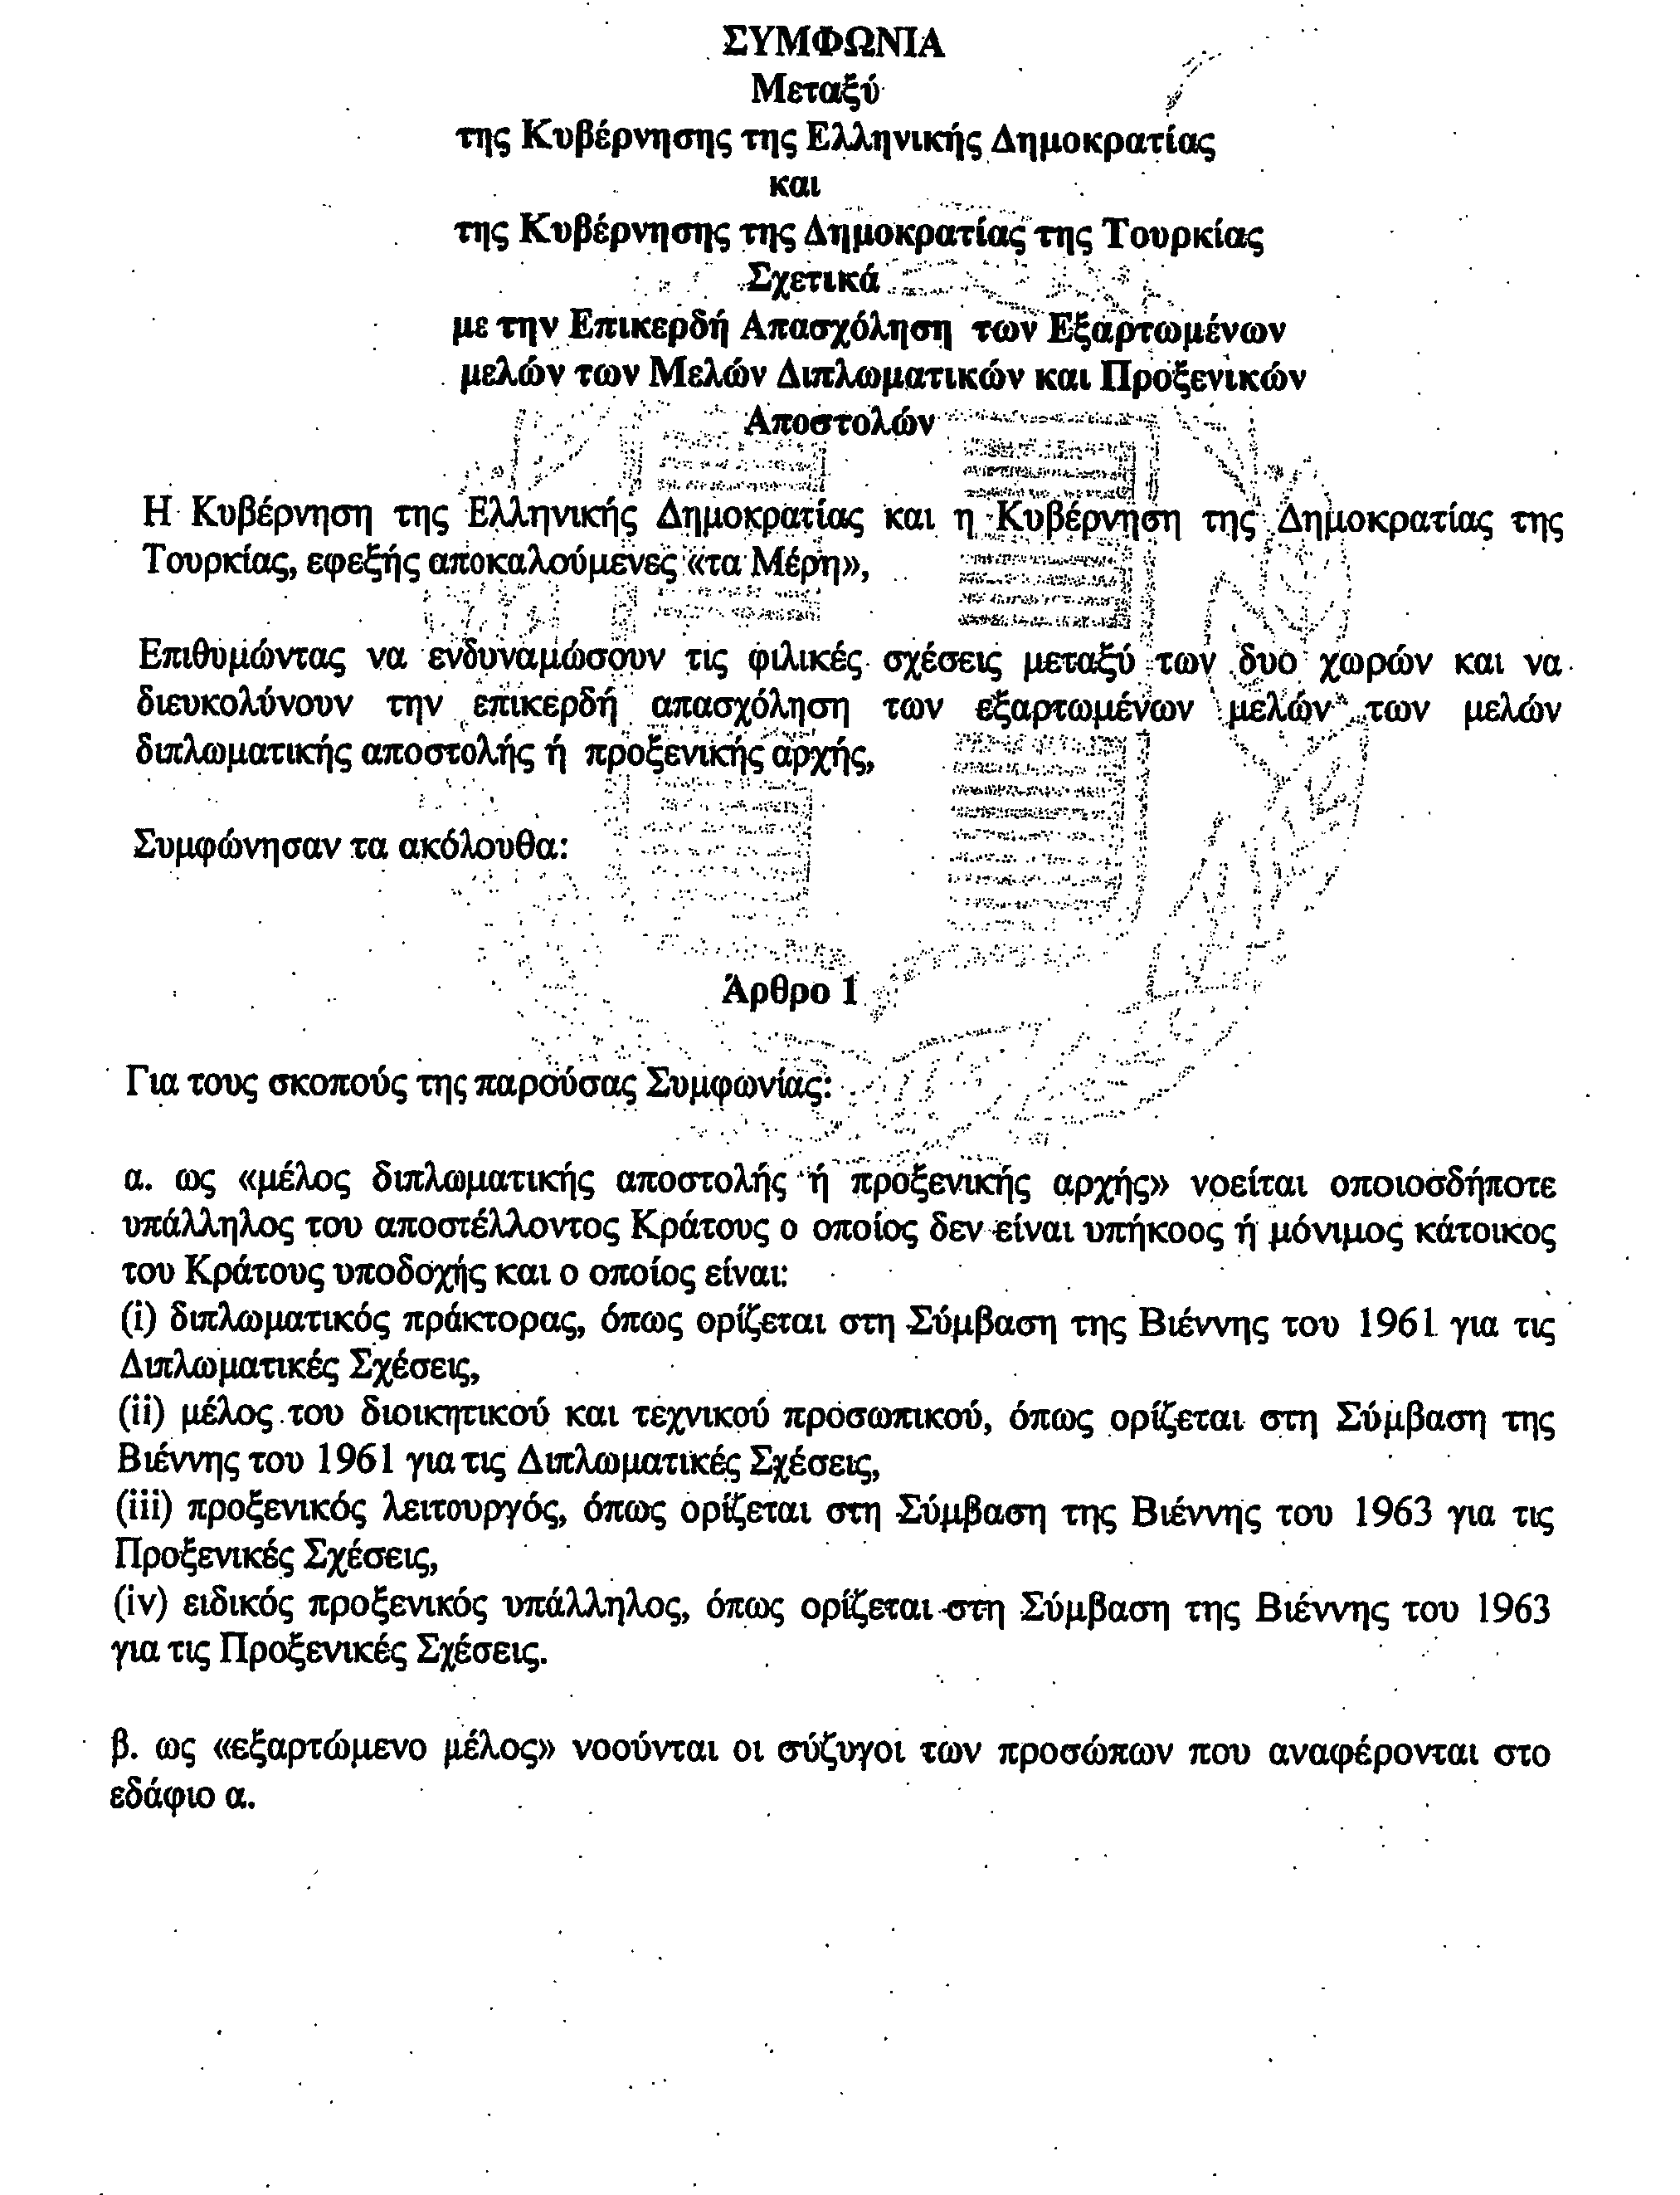 ΣΥΜΦΩΝΙΑ
Μεταξύ
της Κυβέρνησης της Ελληνικής Δημοκρατίας
και
της Κυβέρνησης της Δημοκρατίας της Τουρκίας
Σχετικά
με την Επικερδή Απασχόληση των Εξαρτωμένων
μελών των Μελών Διπλωματικών και Προξενικών
Αποστολών
Η Κυβέρνηση της Ελληνικής Δημοκρατίας και η Κυβέρνηση της Δημοκρατίας της
Τουρκίας, εφεξής αποκαλούμενες «τα Μέρη»,
Επιθυμώντας να ενδυναμώσουν τις φιλικές σχέσεις μεταξύ των δυο χωρών και να
διευκολύνουν την επικερδή απασχόληση των εξαρτωμένων μελών των μελών
διπλωματικής αποστολής ή προξενικής αρχής,
Συμφώνησαν τα ακόλουθα:
Άρθρο 1
Για τους σκοπούς της παρούσας Συμφωνίας:
α. ως «μέλος διπλωματικής αποστολής ή προξενικής αρχής» νοείται οποιοσδήποτε
υπάλληλος του αποστέλλοντος Κράτους ο οποίος δεν είναι υπήκοος ή μόνιμος κάτοικος
του Κράτους υποδοχής και ο οποίος είναι:
(i) διπλωματικός πράκτορας, όπως ορίζεται στη Σύμβαση της Βιέννης του 1961 για τις
Διπλωματικές Σχέσεις,
(ii) μέλος του διοικητικού και τεχνικού προσωπικού, όπως ορίζεται στη Σύμβαση της
Βιέννης του 1961 για τις Διπλωματικές Σχέσεις,
(iii) προξενικός λειτουργός, όπως ορίζεται στη Σύμβαση της Βιέννης του 1963 για τις
Προξενικές Σχέσεις,
(iv) ειδικός προξενικός υπάλληλος, όπως ορίζεται στη Σύμβαση της Βιέννης του 1963
για τις Προξενικές Σχέσεις.
β. ως «εξαρτώμενο μέλος» νοούνται οι σύζυγοι των προσώπων που αναφέρονται στο
εδάφιο α.